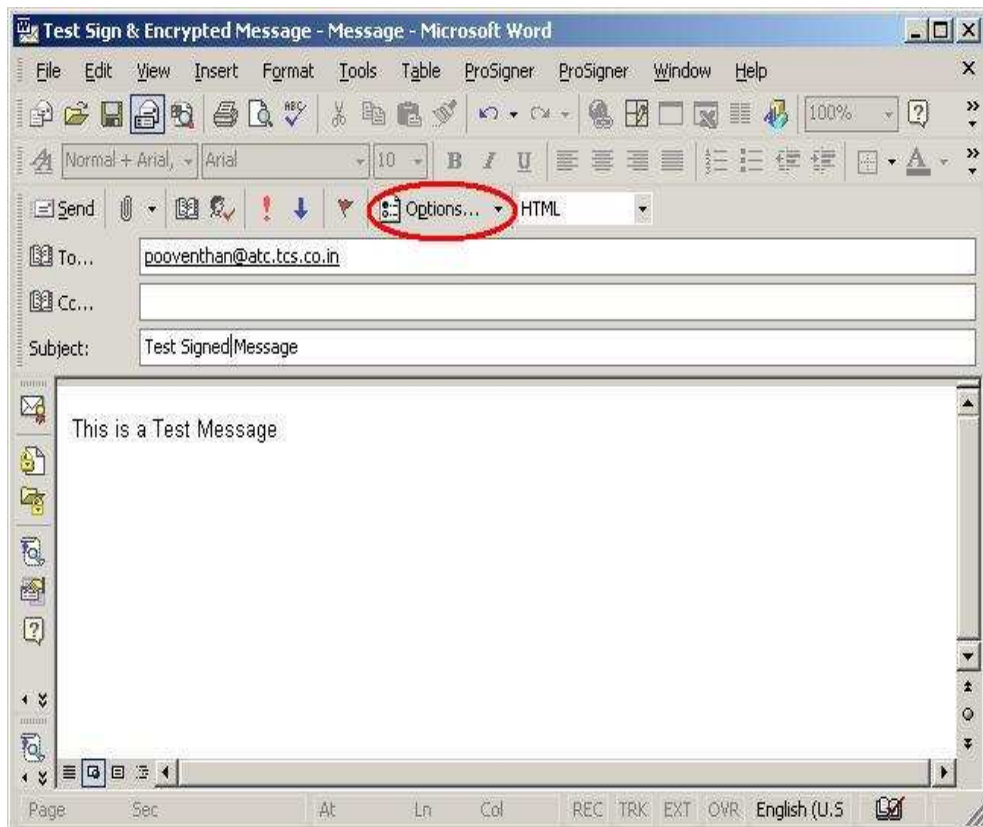 Test Sign & Encrypted Message - Message - Microsoft Word
File Edit View Insert Format Tools Table ProSigner ProSigner Window Help
100%
Normal + Arial, Arial 10 B I U A
Send Options... HTML
To... pooventhan@atc.tcs.co.in
Cc...
Subject: Test Signed Message
This is a Test Message
Page Sec At Ln Col REC TRK EXT OVR English (U.S